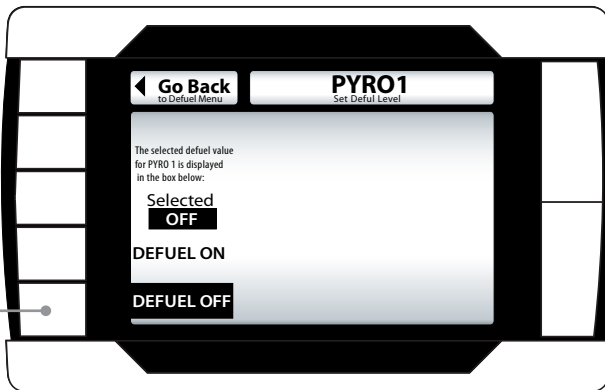 Go Back
to Defuel Menu
PYRO1
Set Deful Level
The selected defuel value
for PYRO 1 is displayed
in the box below:
Selected
OFF
DEFUEL ON
DEFUEL OFF